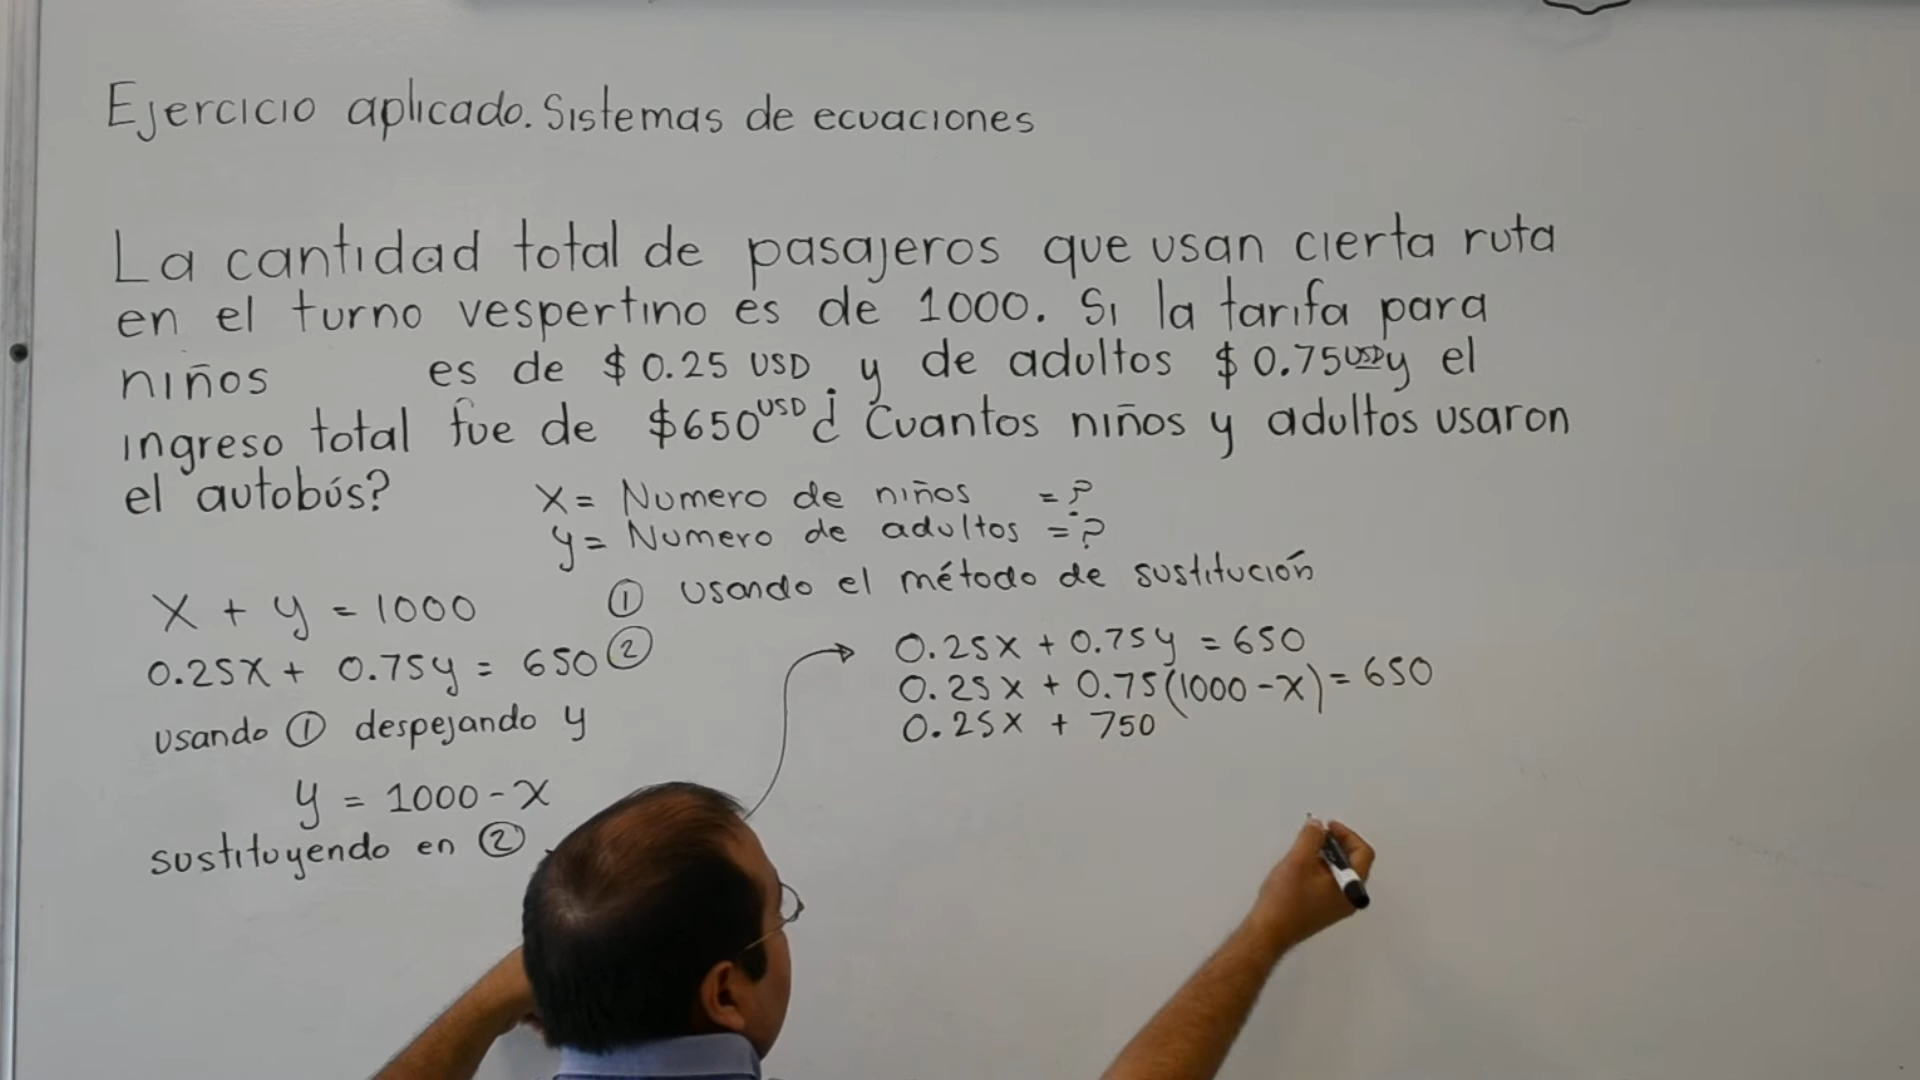 Ejercicio aplicado. Sistemas de ecuaciones
La cantidad total de pasajeros que usan cierta ruta
en el turno vespertino es de 1000. Si la tarifa para
niños es de $ 0.25 USD y de adultos $ 0.75 USD y el
ingreso total fue de $650 USD. ¿Cuantos niños y adultos usaron
el autobús?
x = Numero de niños = ?
y = Numero de adultos = ?
x + y = 1000 ①
usando el método de sustitución
0.25x + 0.75y = 650 ②
usando ① despejando y
y = 1000 - x
sustituyendo en ②
0.25x + 0.75y = 650
0.25x + 0.75(1000 - x) = 650
0.25x + 750